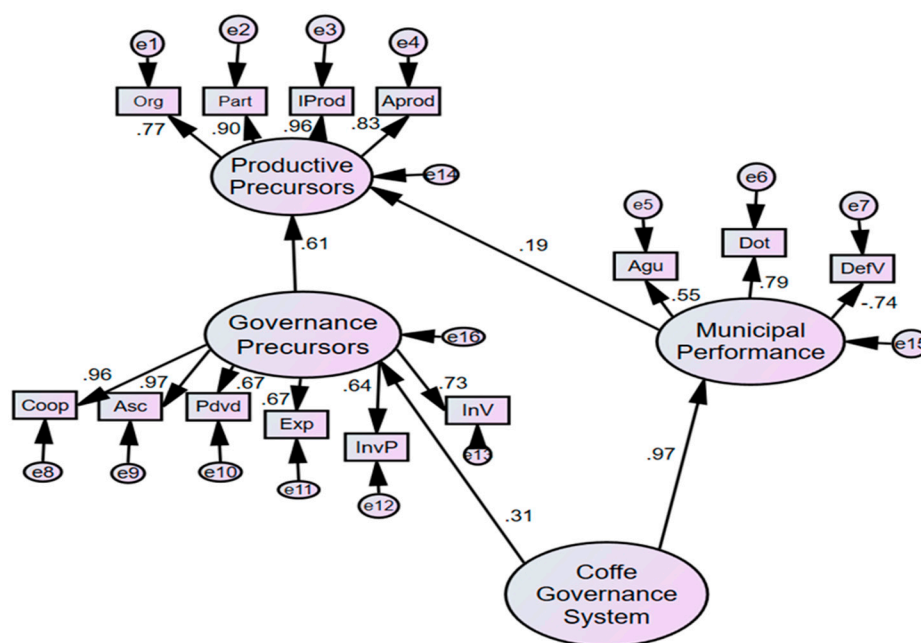 e1
e2
e3
e4
Org
Part
IProd
Aprod
.77
.90
.96
.83
Productive
Precursors
e14
e5
e6
e7
Agu
Dot
DefV
.61
.19
.55
.79
-.74
Governance
Precursors
e16
Municipal
Performance
e15
.96
.97
.67
.67
.64
.73
Coop
Asc
Pdvd
Exp
InvP
InV
e8
e9
e10
e11
e12
e13
.97
.31
Coffe
Governance
System